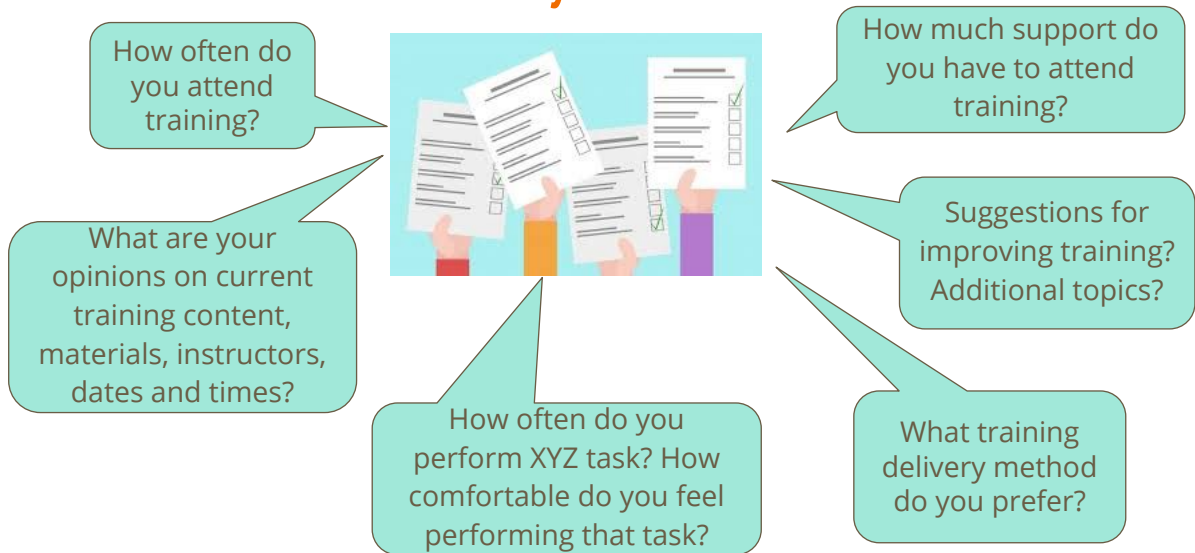 How often do
you attend
training?
How much support do
you have to attend
training?
What are your
opinions on current
training content,
materials, instructors,
dates and times?
Suggestions for
improving training?
Additional topics?
How often do you
perform XYZ task? How
comfortable do you feel
performing that task?
What training
delivery method
do you prefer?